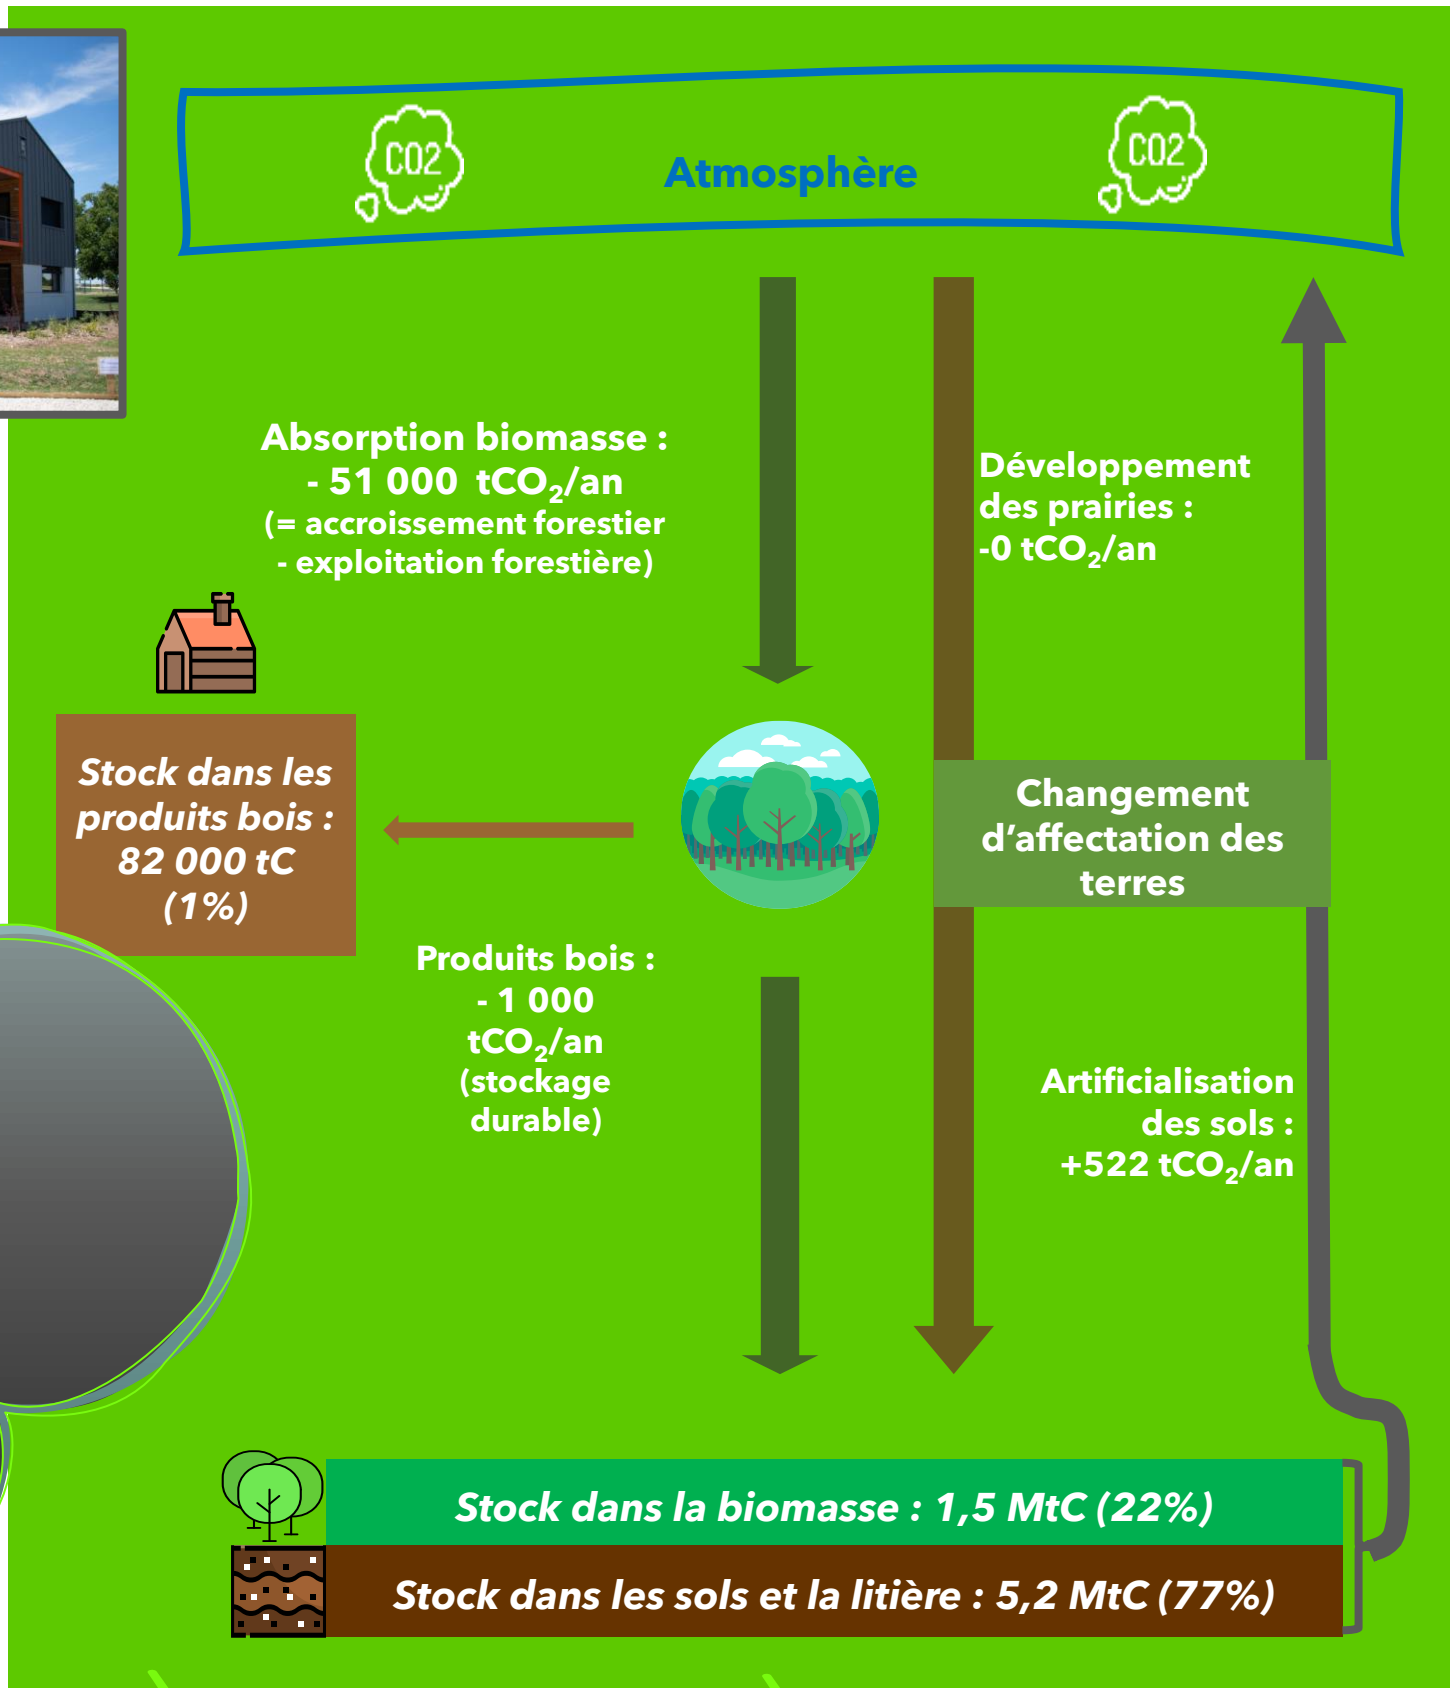 CO2
Atmosphère
CO2
Absorption biomasse :
- 51 000 tCO₂/an
(= accroissement forestier
- exploitation forestière)
Développement
des prairies :
-0 tCO₂/an
Stock dans les
produits bois :
82 000 tC
(1%)
Changement
d’affectation des
terres
Produits bois :
- 1 000
tCO₂/an
(stockage
durable)
Artificialisation
des sols :
+522 tCO₂/an
Stock dans la biomasse : 1,5 MtC (22%)
Stock dans les sols et la litière : 5,2 MtC (77%)